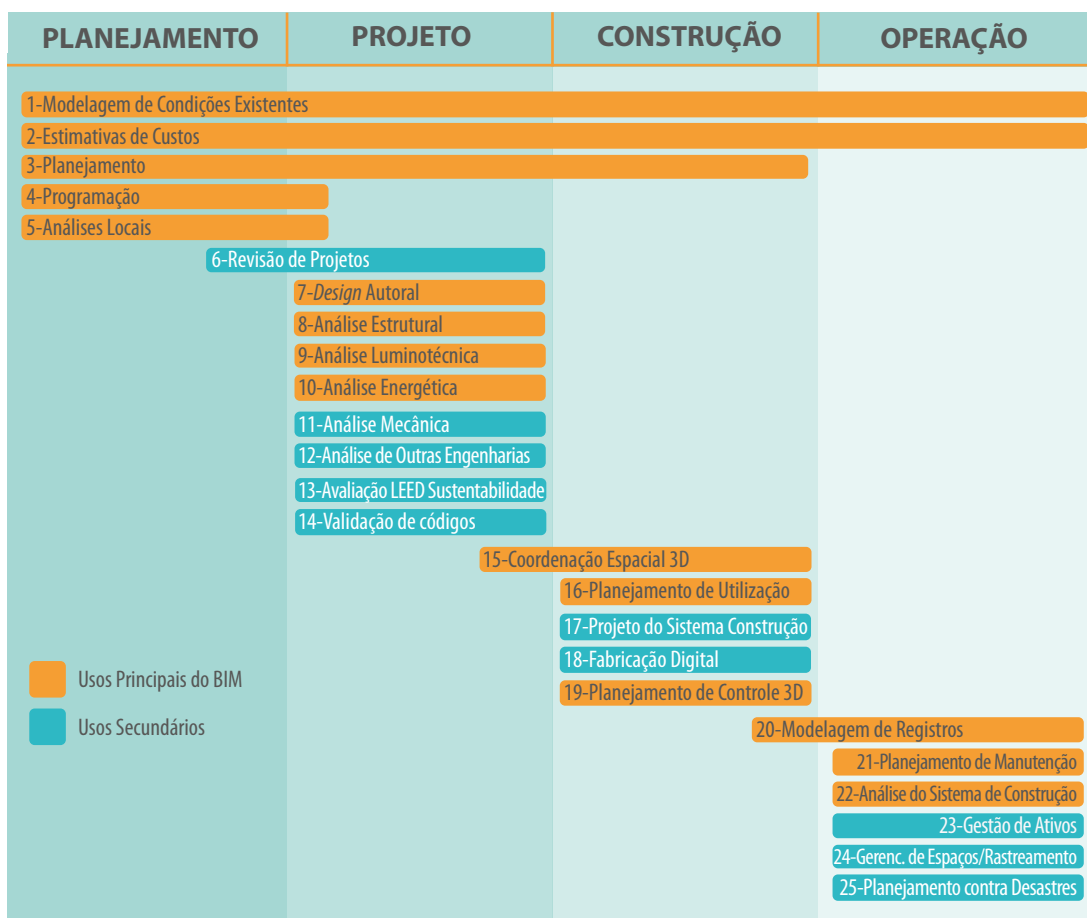 PLANEJAMENTO
PROJETO
CONSTRUÇÃO
OPERAÇÃO
1-Modelagem de Condições Existentes
2-Estimativas de Custos
3-Planejamento
4-Programação
5-Análises Locais
6-Revisão de Projetos
7-Design Autoral
8-Análise Estrutural
9-Análise Luminotécnica
10-Análise Energética
11-Análise Mecânica
12-Análise de Outras Engenharias
13-Avaliação LEED Sustentabilidade
14-Validação de códigos
15-Coordenação Espacial 3D
16-Planejamento de Utilização
17-Projeto do Sistema Construção
18-Fabricação Digital
19-Planejamento de Controle 3D
Usos Principais do BIM
Usos Secundários
20-Modelagem de Registros
21-Planejamento de Manutenção
22-Análise do Sistema de Construção
23-Gestão de Ativos
24-Gerenc. de Espaços/Rastreamento
25-Planejamento contra Desastres